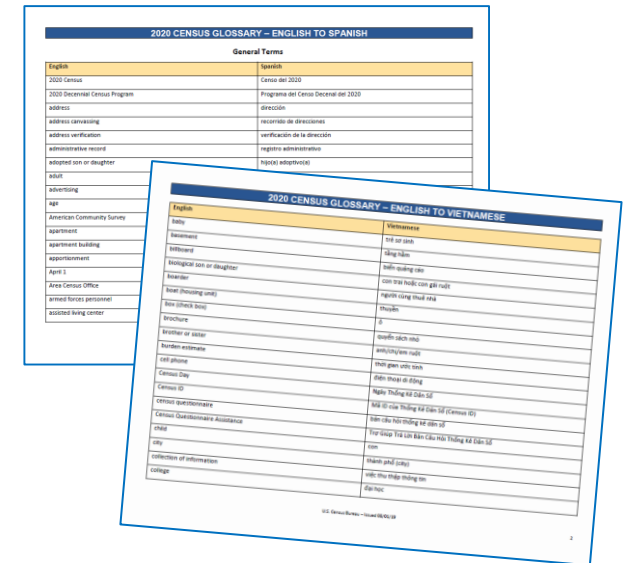 2020 CENSUS GLOSSARY – ENGLISH TO SPANISH
General Terms
English Spanish
2020 Census Censo del 2020
2020 Decennial Census Program Programa del Censo Decenal del 2020
address dirección
address canvassing recorrido de direcciones
address verification verificación de la dirección
administrative record registro administrativo
adopted son or daughter hijo(a) adoptivo(a)
adult
advertising
age
American Community Survey
apartment
apartment building
apportionment
April 1
Area Census Office
armed forces personnel
assisted living center
2020 CENSUS GLOSSARY – ENGLISH TO VIETNAMESE
English Vietnamese
baby trẻ sơ sinh
basement tầng hầm
billboard biển quảng cáo
biological son or daughter con trai hoặc con gái ruột
boarder người cùng thuê nhà
boat (housing unit) thuyền
box (check box) ô
brochure quyển sách nhỏ
brother or sister anh/chị/em ruột
burden estimate thời gian ước tính
cell phone điện thoại di động
Census Day Ngày Thống Kê Dân Số
Census ID Mã ID của Thống Kê Dân Số (Census ID)
census questionnaire bản câu hỏi thống kê dân số
Census Questionnaire Assistance Trợ Giúp Trả Lời Bản Câu Hỏi Thống Kê Dân Số
child con
city thành phố (city)
collection of information việc thu thập thông tin
college đại học
U.S. Census Bureau – Issued
2